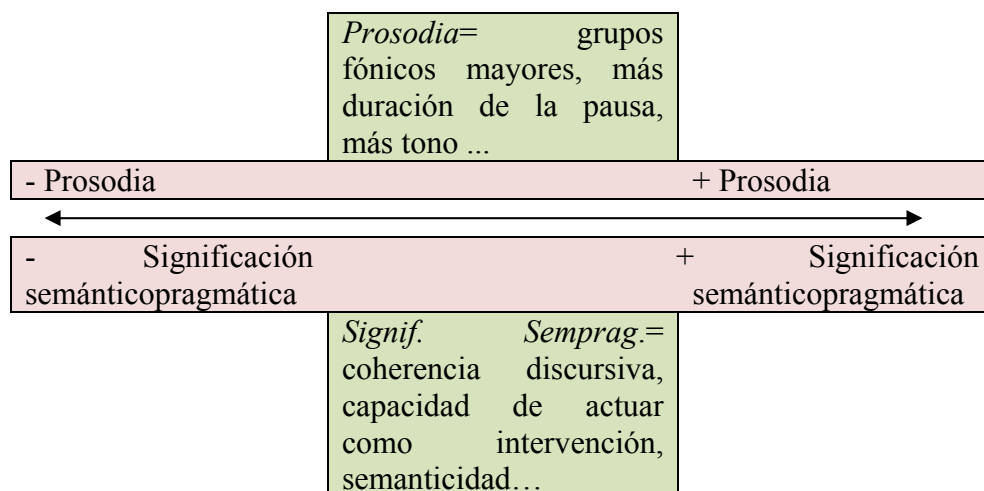 Prosodia= grupos
fónicos mayores, más
duración de la pausa,
más tono ...
- Prosodia + Prosodia
- Significación + Significación
semánticopragmática semánticopragmática
Signif. Semprag.=
coherencia discursiva,
capacidad de actuar
como intervención,
semanticidad…